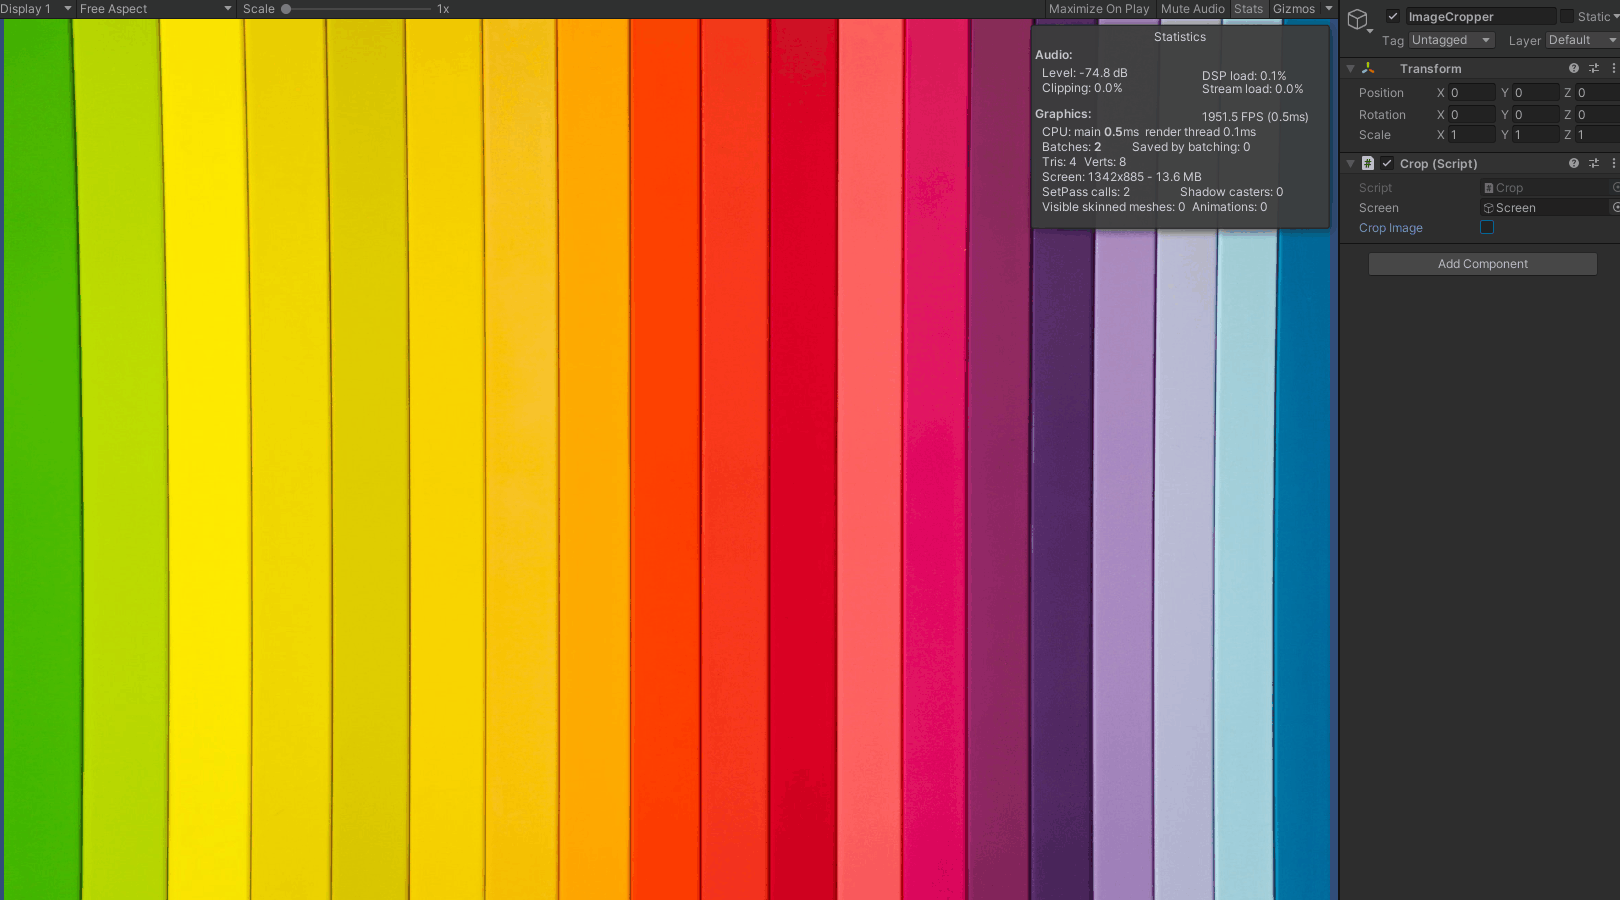 Display 1 Free Aspect Scale 1x Maximize On Play Mute Audio Stats Gizmos
Statistics
Audio:
Level: -74.8 dB DSP load: 0.1%
Clipping: 0.0% Stream load: 0.0%
Graphics: 1951.5 FPS (0.5ms)
CPU: main 0.5ms render thread 0.1ms
Batches: 2 Saved by batching: 0
Tris: 4 Verts: 8
Screen: 1342x885 - 13.6 MB
SetPass calls: 2 Shadow casters: 0
Visible skinned meshes: 0 Animations: 0
ImageCropper Static
Tag Untagged Layer Default
Transform
Position X 0 Y 0 Z 0
Rotation X 0 Y 0 Z 0
Scale X 1 Y 1 Z 1
# Crop (Script)
Script Crop
Screen Screen
Crop Image
Add Component